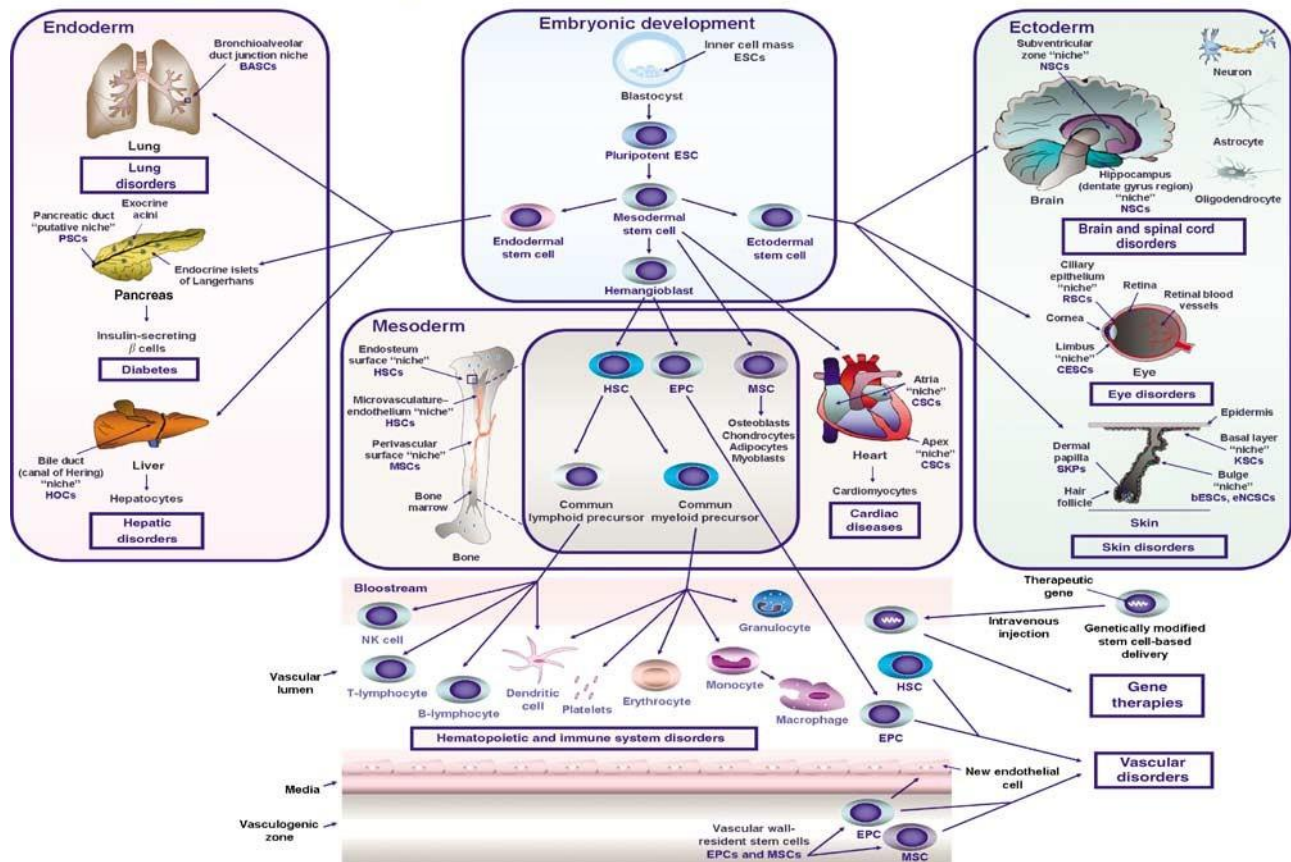 Endoderm
Bronchioalveolar
duct junction niche
BASCs
Lung
Lung
disorders
Exocrine
acini
Pancreatic duct
"putative niche"
PSCs
Endocrine islets
of Langerhans
Pancreas
Insulin-secreting
β cells
Diabetes
Bile duct
(canal of Hering)
"niche"
HOCs
Liver
Hepatocytes
Hepatic
disorders
Embryonic development
Inner cell mass
ESCs
Blastocyst
Pluripotent ESC
Mesodermal
stem cell
Endodermal
stem cell
Ectodermal
stem cell
Hemangioblast
Mesoderm
Endosteum
surface "niche"
HSCs
Microvasculature–
endothelium "niche"
HSCs
Perivascular
surface "niche"
MSCs
Bone
marrow
Bone
HSC
EPC
MSC
Osteoblasts
Chondrocytes
Adipocytes
Myoblasts
Commun
lymphoid precursor
Commun
myeloid precursor
Atria
"niche"
CSCs
Apex
"niche"
CSCs
Heart
Cardiomyocytes
Cardiac
diseases
Ectoderm
Subventricular
zone "niche"
NSCs
Neuron
Astrocyte
Oligodendrocyte
Hippocampus
(dentate gyrus region)
"niche"
NSCs
Brain
Brain and spinal cord
disorders
Cillary
epithelium
"niche"
RSCs
Retina
Retinal blood
vessels
Cornea
Limbus
"niche"
CESCs
Eye
Eye disorders
Epidermis
Basal layer
"niche"
KSCs
Dermal
papilla
SKPs
Bulge
"niche"
bESCs, eNCSCs
Hair
follicle
Skin
Skin disorders
Bloostream
NK cell
Vascular
lumen
T-lymphocyte
B-lymphocyte
Dendritic
cell
Platelets
Erythrocyte
Granulocyte
Monocyte
Macrophage
Hematopoietic and immune system disorders
HSC
EPC
Therapeutic
gene
Intravenous
injection
Genetically modified
stem cell-based
delivery
Gene
therapies
Vascular
disorders
Media
New endothelial
cell
Vasculogenic
zone
Vascular wall-
resident stem cells
EPCs and MSCs
EPC
MSC